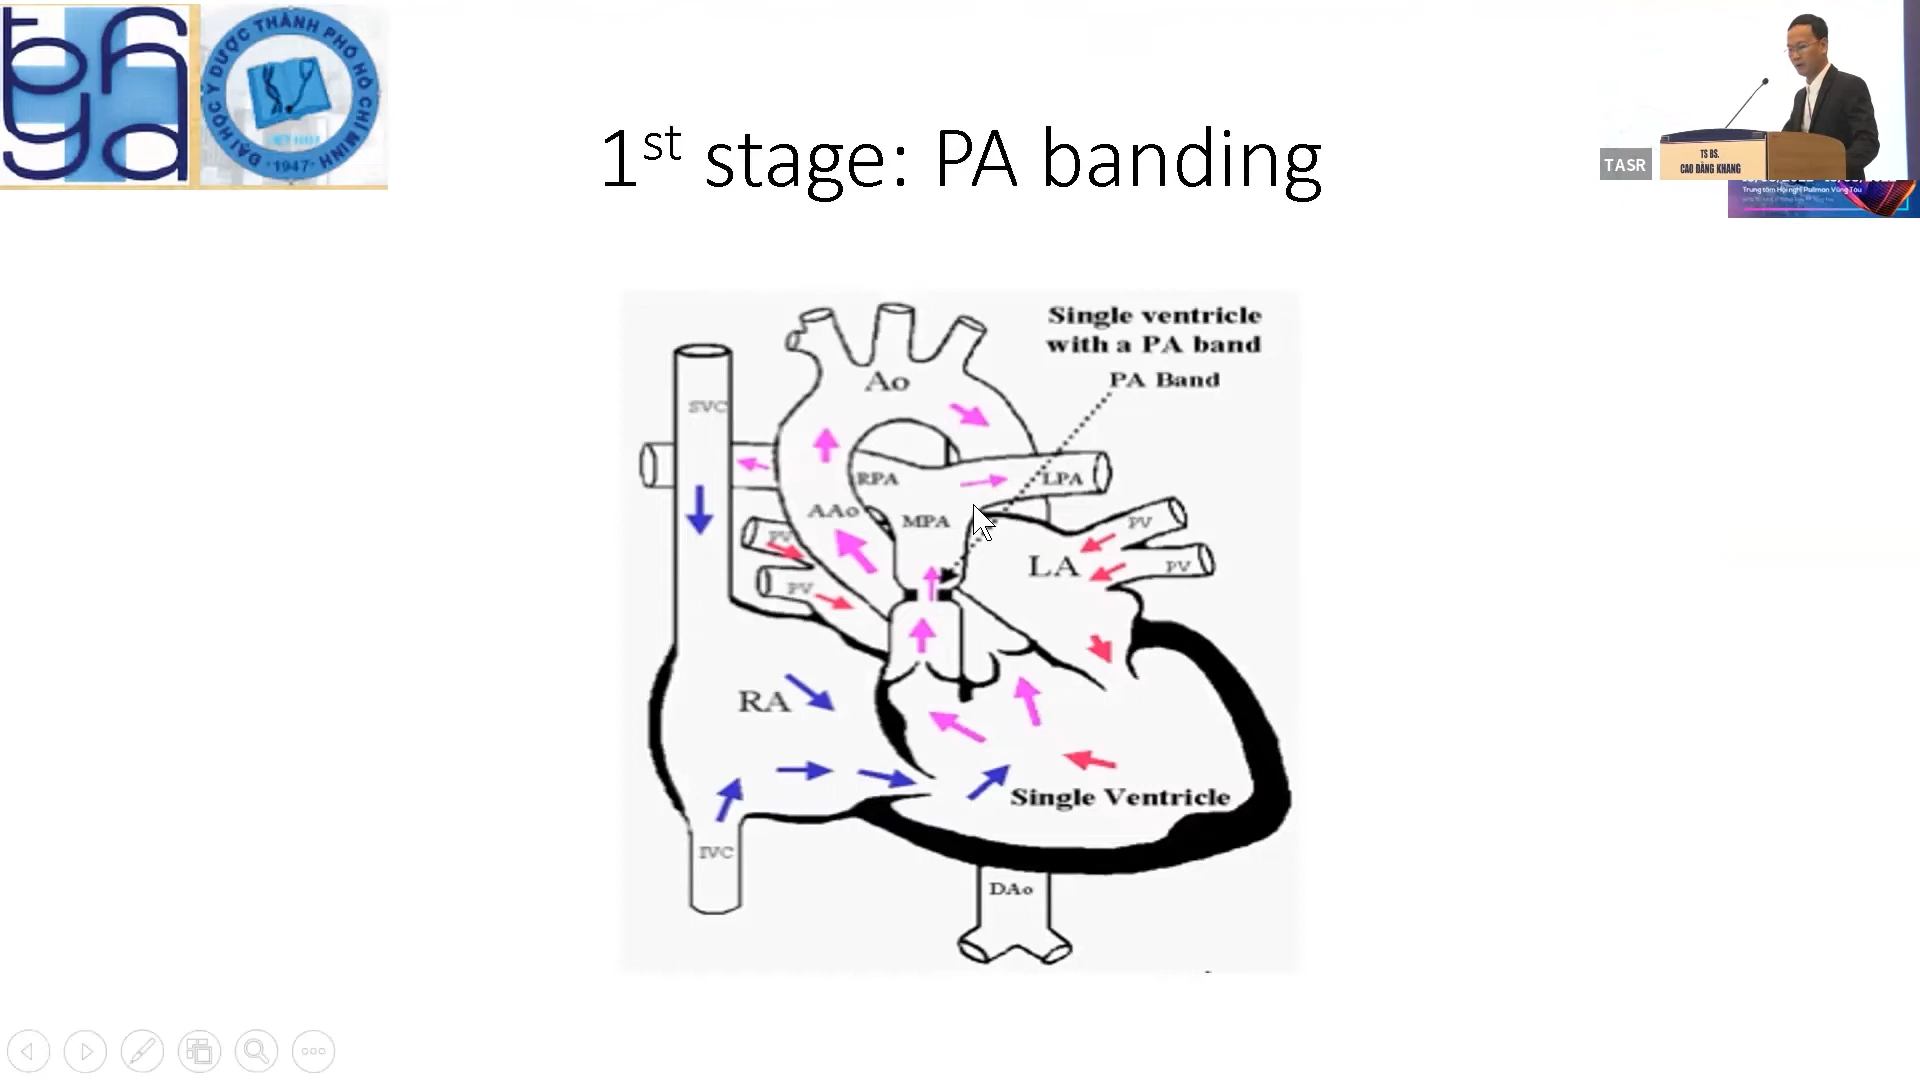 ĐẠI HỌC Y DƯỢC THÀNH PHỐ HỒ CHÍ MINH
·1947·
1st stage: PA banding
TASR
TS BS.
CAO ĐẰNG KHANG
Trung tâm Hội nghị Pullman Vũng Tàu
Single ventricle
with a PA band
PA Band
Ao
SVC
RPA
LPA
AAo
MPA
PV
PV
PV
PV
LA
RA
Single Ventricle
IVC
DAo